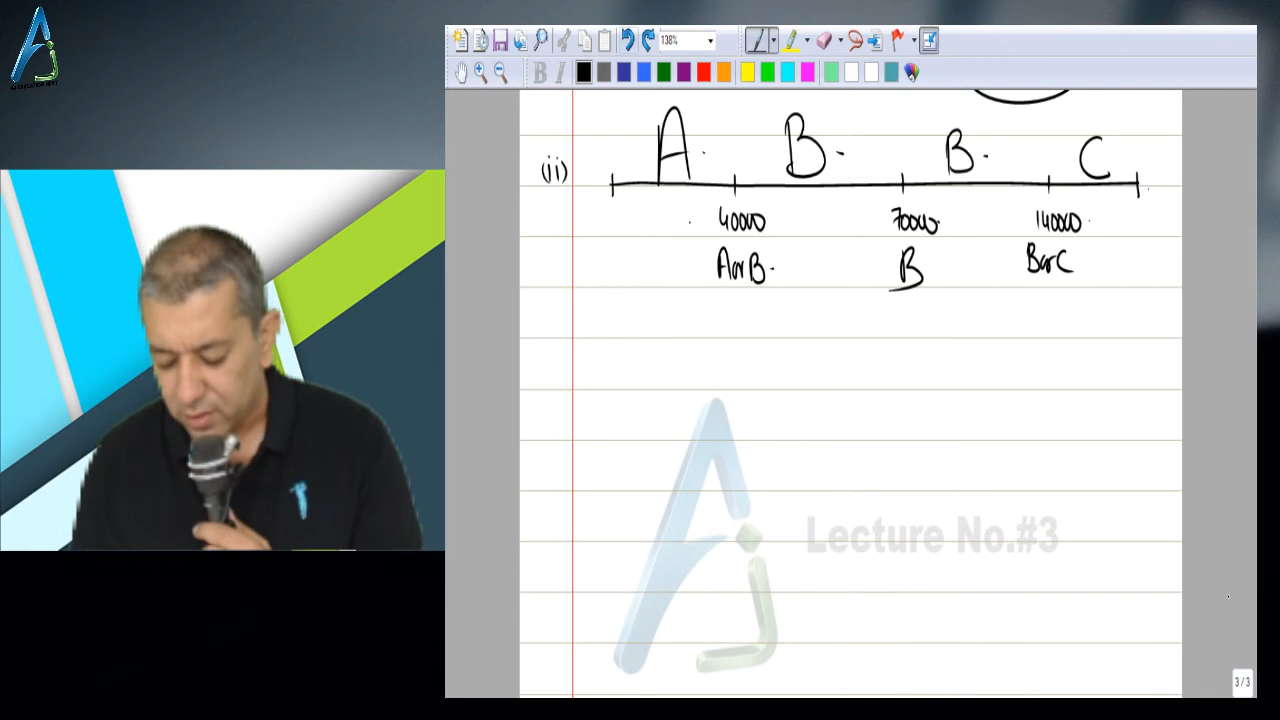 138%
B I
A B B C
(ii)
40000 70000 140000
A or B B B or C
Lecture No.#3
3/3